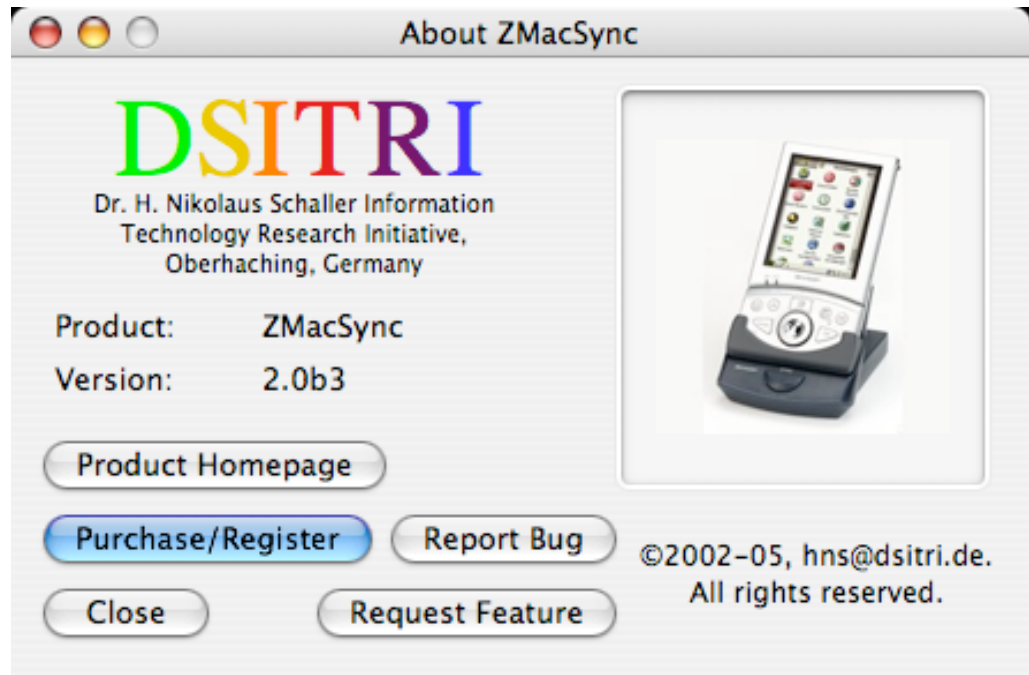 About ZMacSync
DSITRI
Dr. H. Nikolaus Schaller Information
Technology Research Initiative,
Oberhaching, Germany
Product: ZMacSync
Version: 2.0b3
Product Homepage
Purchase/Register
Report Bug
Close
Request Feature
©2002–05, hns@dsitri.de.
All rights reserved.